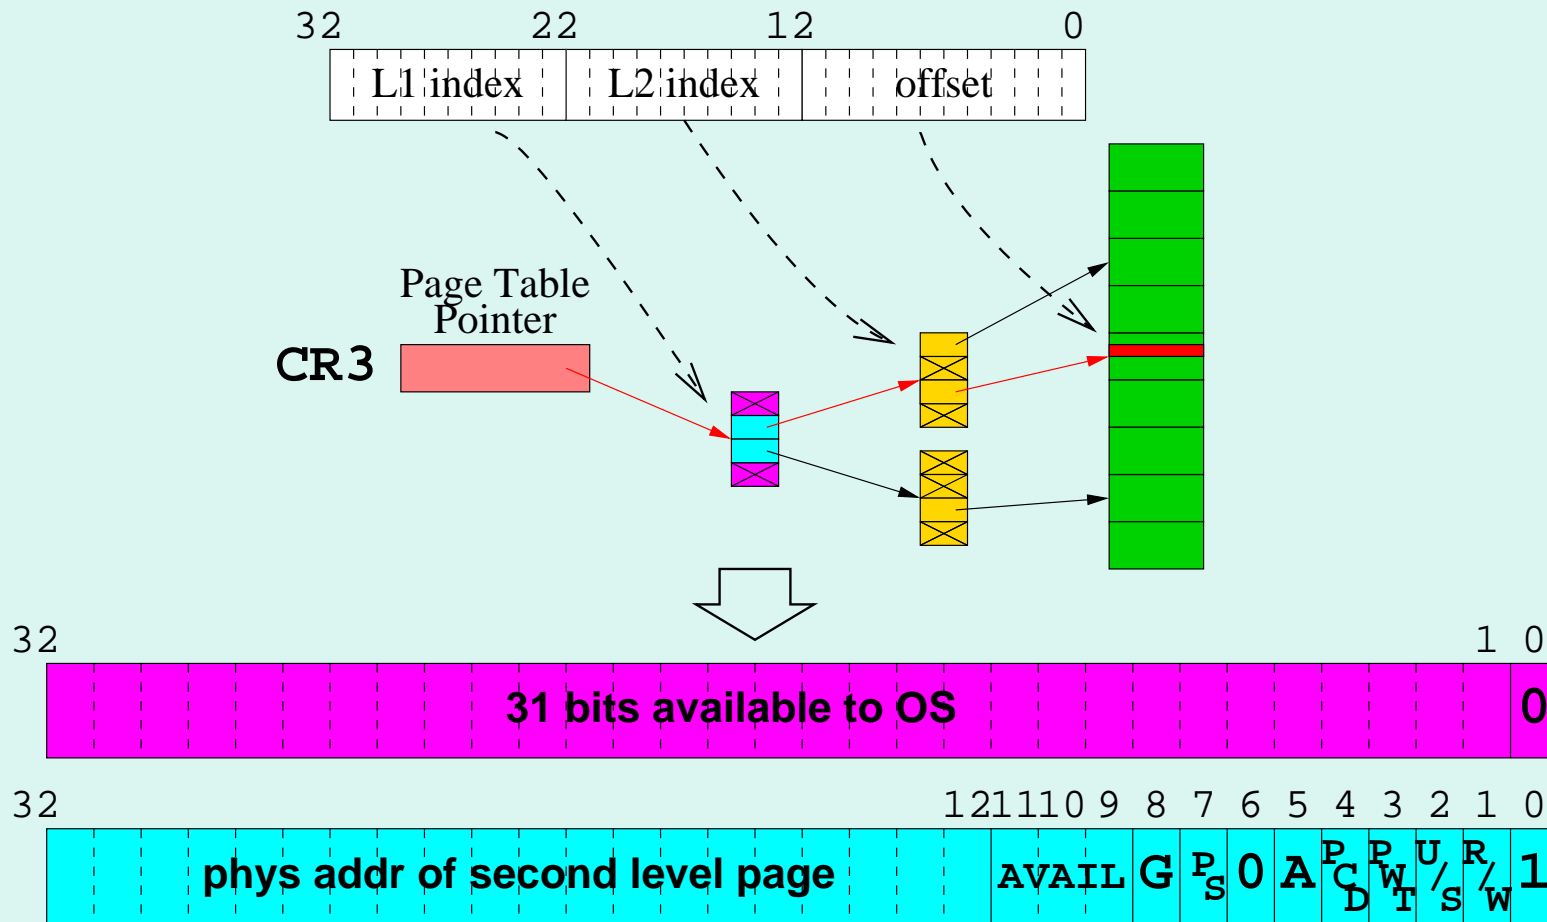 32 22 12 0
L1 index L2 index offset
Page Table
Pointer
CR3
32 1 0
31 bits available to OS 0
32 12 11 10 9 8 7 6 5 4 3 2 1 0
phys addr of second level page AVAIL G PS 0 A PCD PWT U/S R/W 1